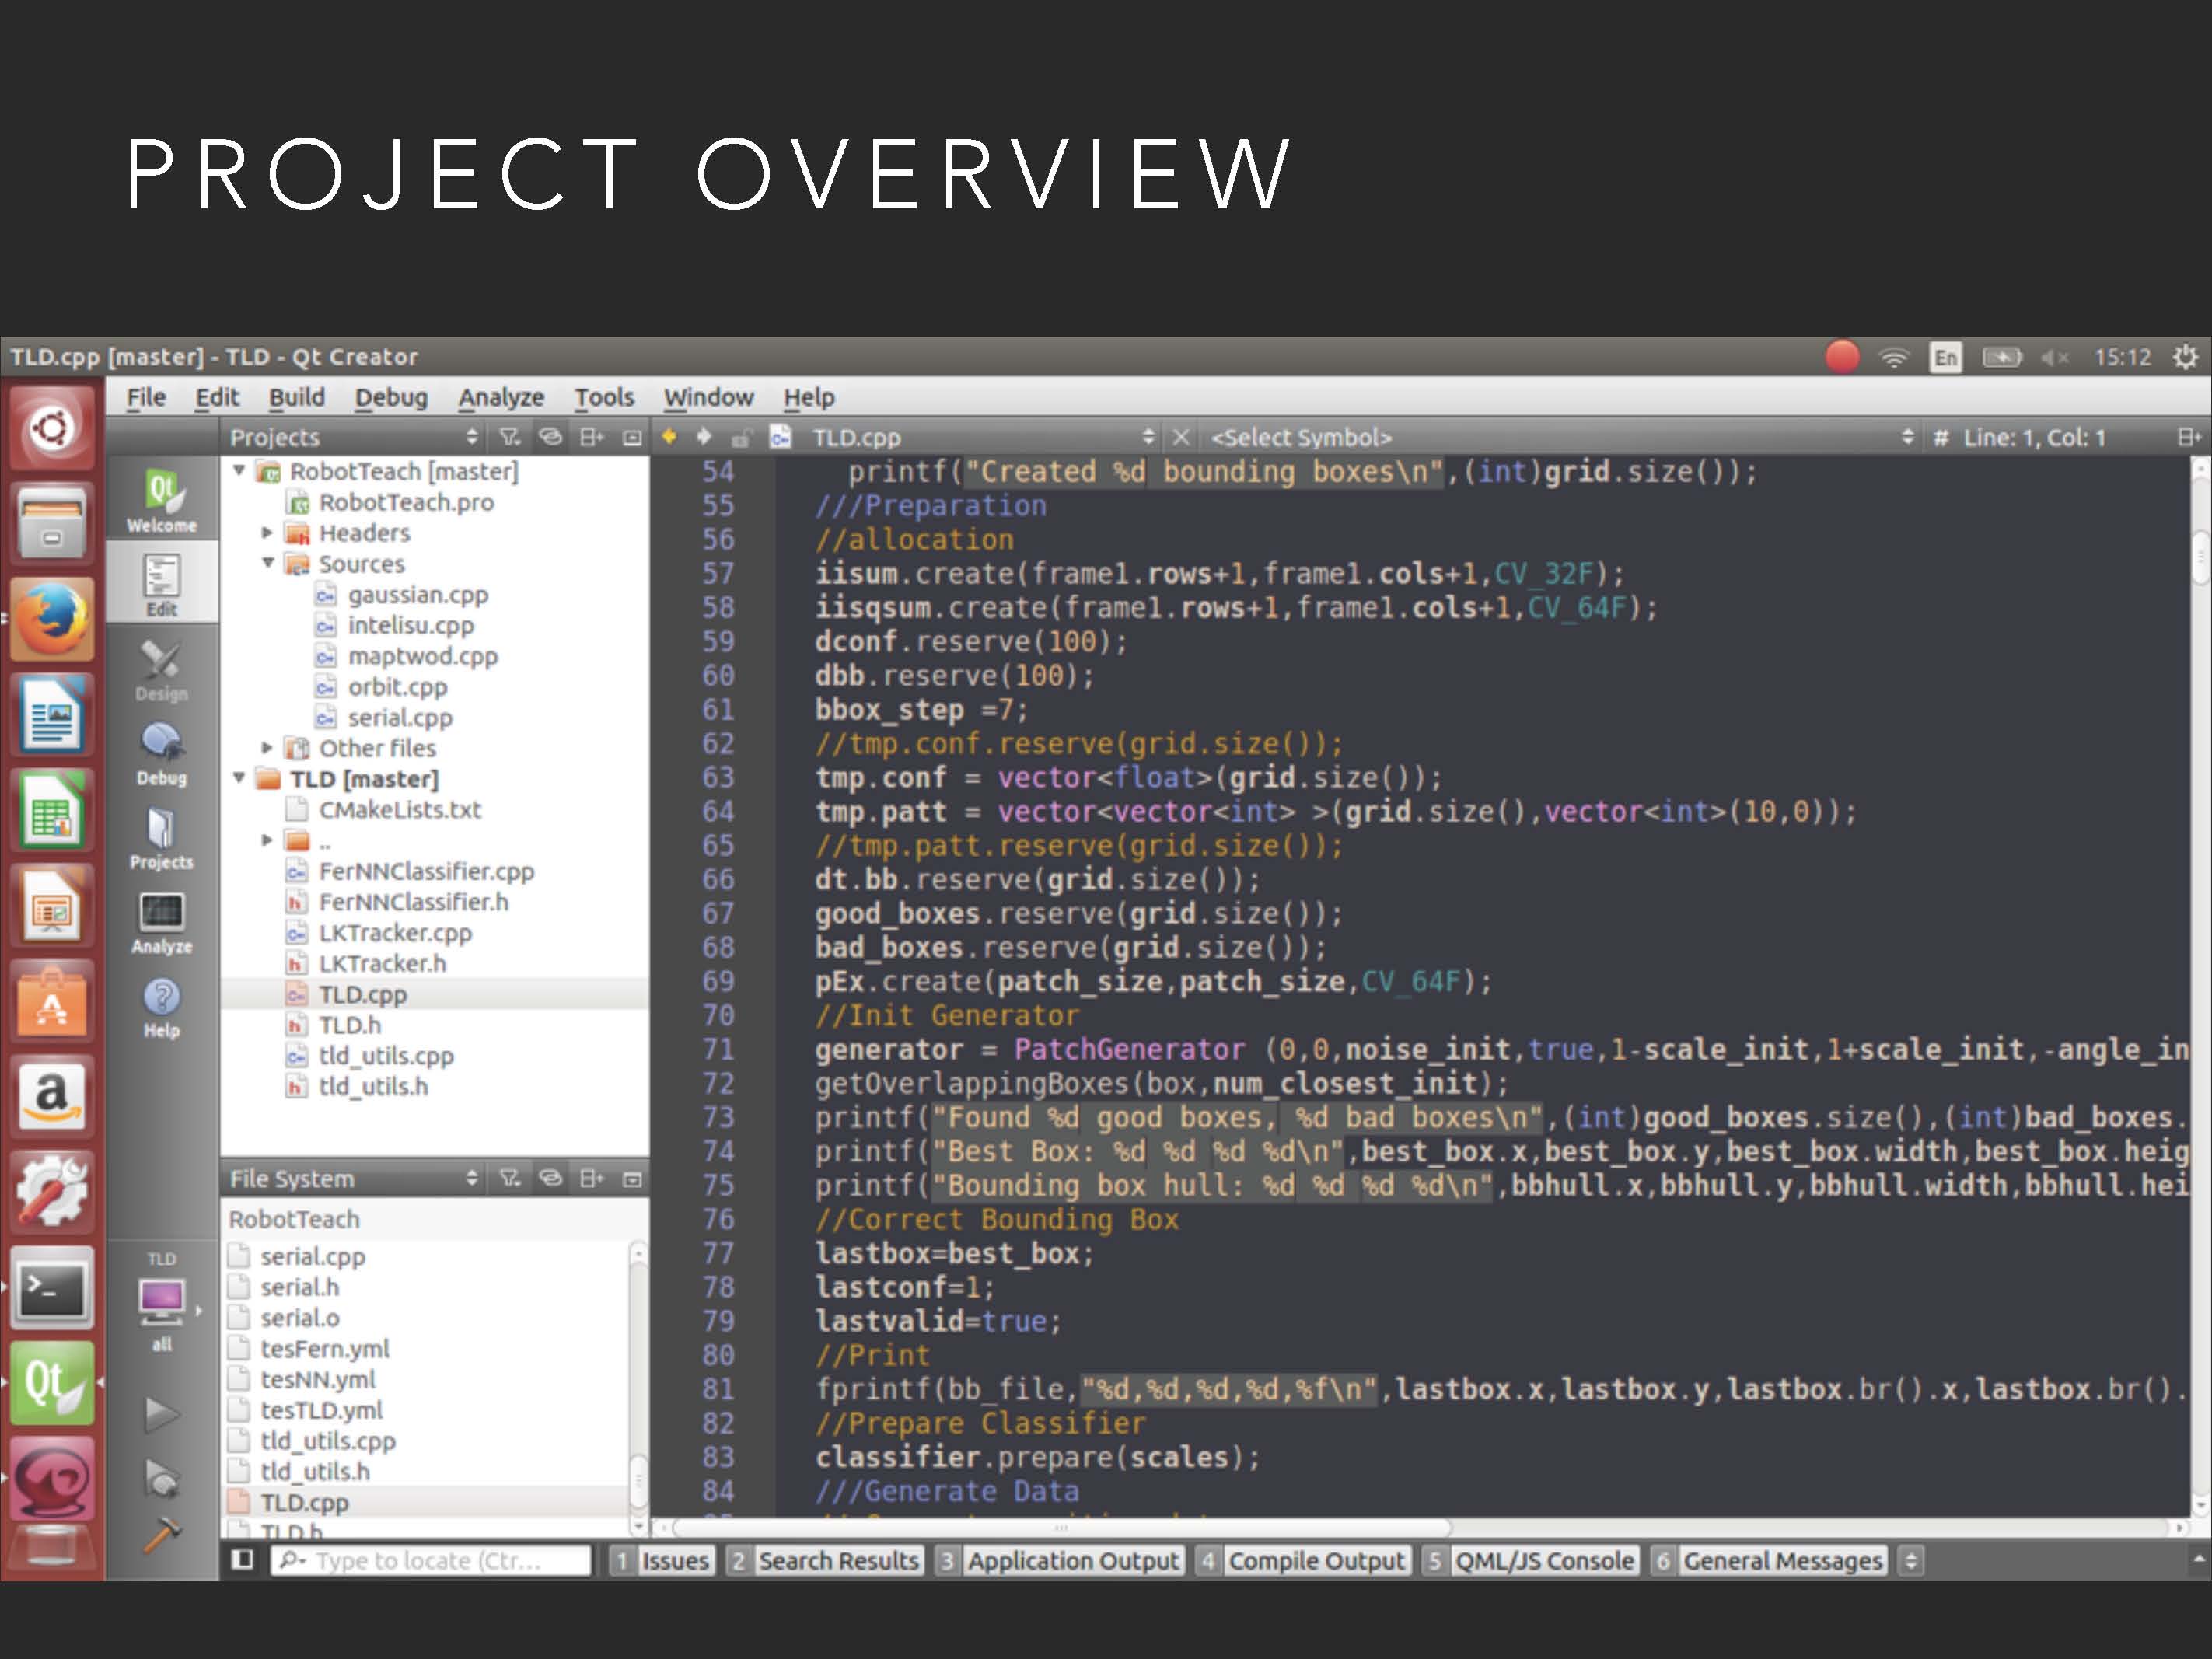 PROJECT OVERVIEW
TLD.cpp [master] - TLD - Qt Creator
En
15:12
File Edit Build Debug Analyze Tools Window Help
Projects
TLD.cpp
<Select Symbol>
# Line: 1, Col: 1
Qt
Welcome
Edit
Design
Debug
Projects
Analyze
Help
TLD
all
Qt
RobotTeach [master]
RobotTeach.pro
Headers
Sources
gaussian.cpp
intelisu.cpp
maptwod.cpp
orbit.cpp
serial.cpp
Other files
TLD [master]
CMakeLists.txt
..
FerNNClassifier.cpp
FerNNClassifier.h
LKTracker.cpp
LKTracker.h
TLD.cpp
TLD.h
tld_utils.cpp
tld_utils.h
File System
RobotTeach
serial.cpp
serial.h
serial.o
tesFern.yml
tesNN.yml
tesTLD.yml
tld_utils.cpp
tld_utils.h
TLD.cpp
TLD.h
54 printf("Created %d bounding boxes\n",(int)grid.size());
55 ///Preparation
56 //allocation
57 iisum.create(frame1.rows+1,frame1.cols+1,CV_32F);
58 iisqsum.create(frame1.rows+1,frame1.cols+1,CV_64F);
59 dconf.reserve(100);
60 dbb.reserve(100);
61 bbox_step =7;
62 //tmp.conf.reserve(grid.size());
63 tmp.conf = vector<float>(grid.size());
64 tmp.patt = vector<vector<int> >(grid.size(),vector<int>(10,0));
65 //tmp.patt.reserve(grid.size());
66 dt.bb.reserve(grid.size());
67 good_boxes.reserve(grid.size());
68 bad_boxes.reserve(grid.size());
69 pEx.create(patch_size,patch_size,CV_64F);
70 //Init Generator
71 generator = PatchGenerator (0,0,noise_init,true,1-scale_init,1+scale_init,-angle_in
72 getOverlappingBoxes(box,num_closest_init);
73 printf("Found %d good boxes, %d bad boxes\n",(int)good_boxes.size(),(int)bad_boxes.
74 printf("Best Box: %d %d %d %d\n",best_box.x,best_box.y,best_box.width,best_box.heig
75 printf("Bounding box hull: %d %d %d %d\n",bbhull.x,bbhull.y,bbhull.width,bbhull.hei
76 //Correct Bounding Box
77 lastbox=best_box;
78 lastconf=1;
79 lastvalid=true;
80 //Print
81 fprintf(bb_file,"%d,%d,%d,%d,%f\n",lastbox.x,lastbox.y,lastbox.br().x,lastbox.br().
82 //Prepare Classifier
83 classifier.prepare(scales);
84 ///Generate Data
Type to locate (Ctr...
1 Issues 2 Search Results 3 Application Output 4 Compile Output 5 QML/JS Console 6 General Messages